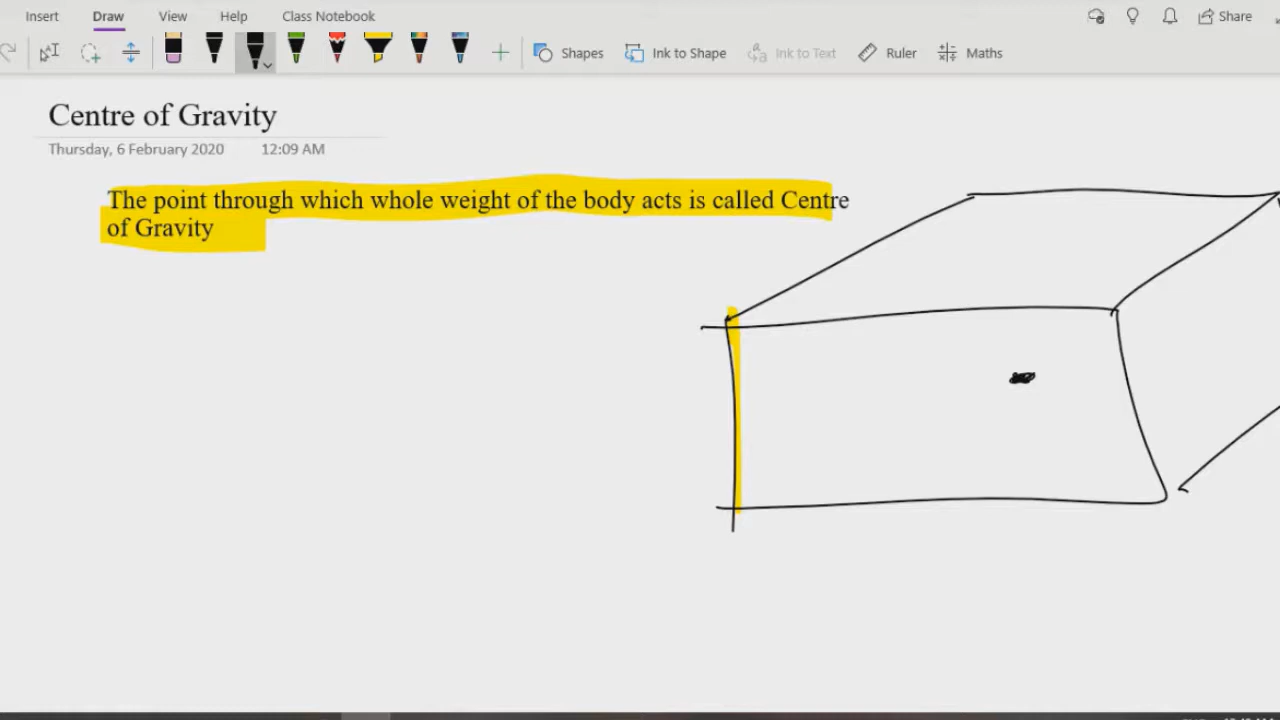 Insert Draw View Help Class Notebook Share
Shapes Ink to Shape Ink to Text Ruler Maths
Centre of Gravity
Thursday, 6 February 2020 12:09 AM
The point through which whole weight of the body acts is called Centre
of Gravity